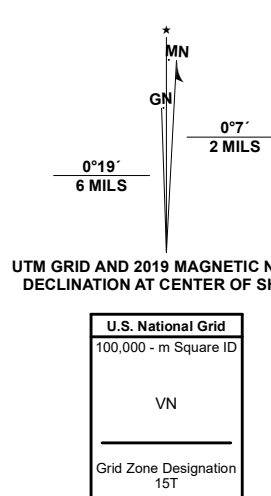 ★
MN
GN
0°7´
2 MILS
0°19´
6 MILS
UTM GRID AND 2019 MAGNETIC N
DECLINATION AT CENTER OF SH
U.S. National Grid
100,000 - m Square ID
VN
Grid Zone Designation
15T